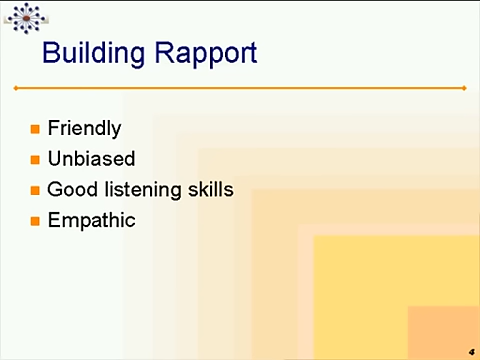 Building Rapport
Friendly
Unbiased
Good listening skills
Empathic
4